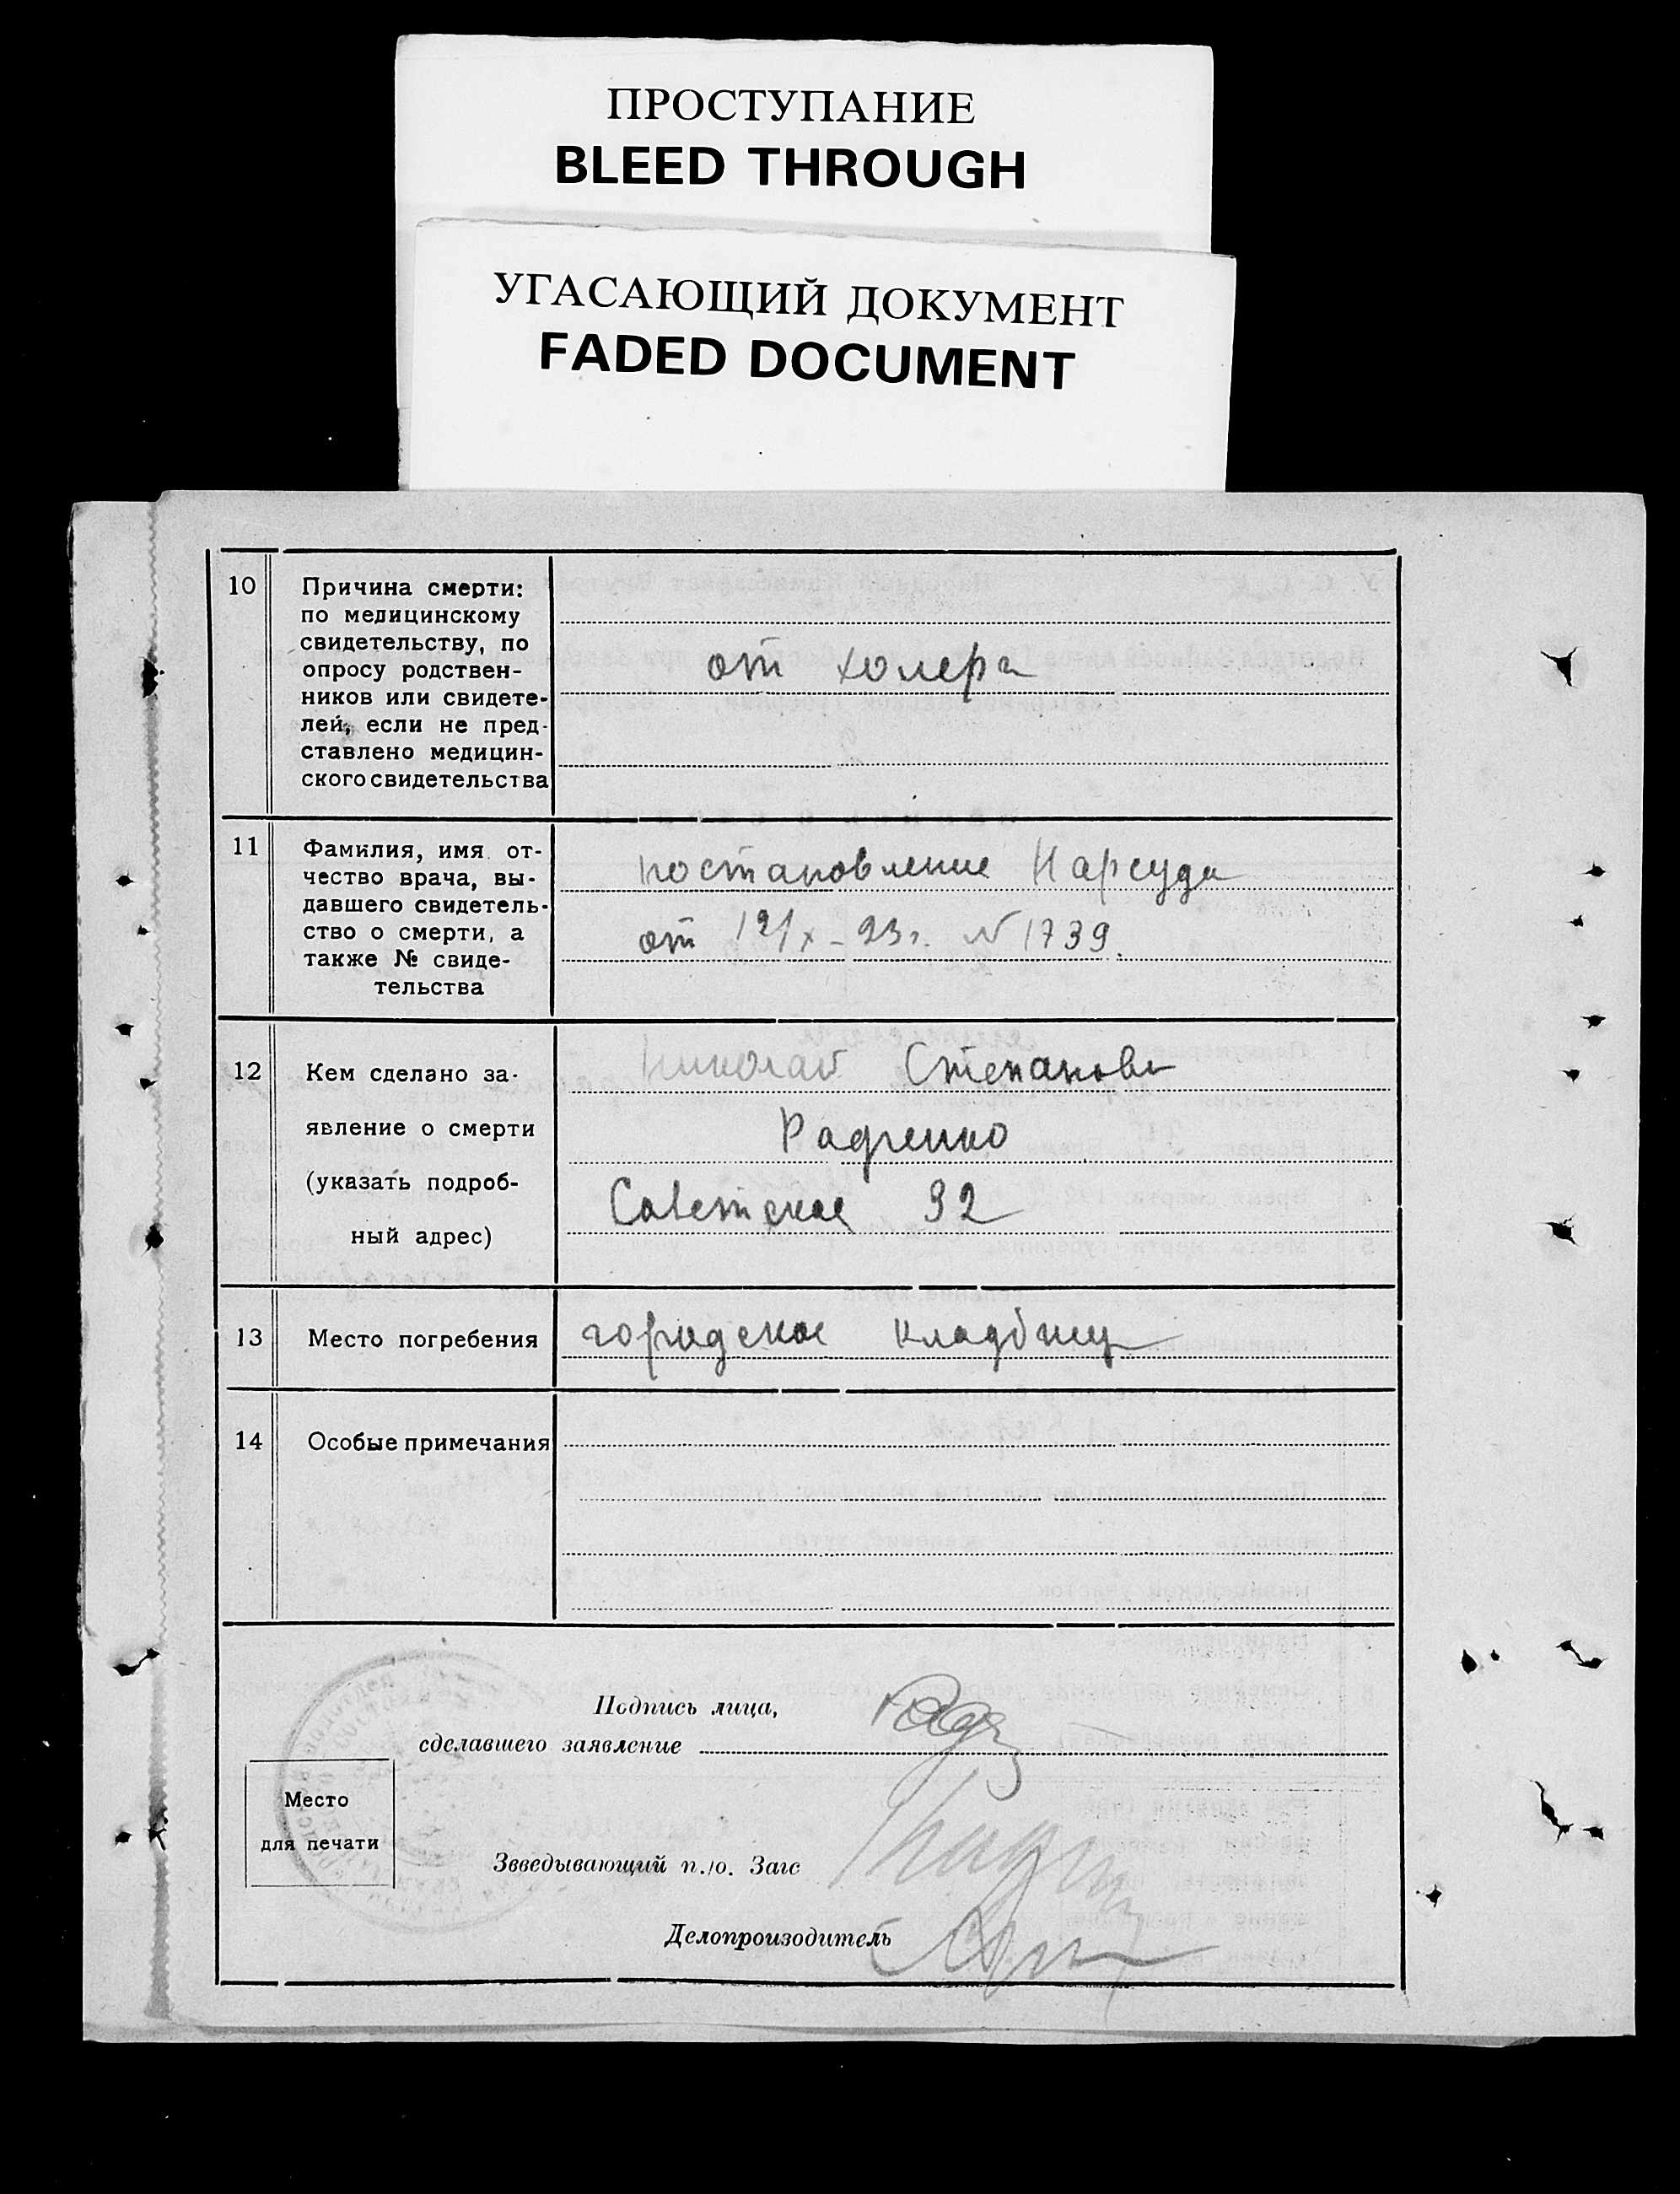 ПРОСТУПАНИЕ
BLEED THROUGH
УГАСАЮЩИЙ ДОКУМЕНТ
FADED DOCUMENT
10 Причина смерти:
по медицинскому
свидетельству, по
опросу родствен-
ников или свидете-
лей, если не пред-
ставлено медицин-
ского свидетельства
от холеры
11 Фамилия, имя от-
чество врача, вы-
давшего свидетель-
ство о смерти, а
также № свиде-
тельства
постановление Нарсуда
от 12/X – 23 г. № 1739.
12 Кем сделано за-
явление о смерти
(указать подроб-
ный адрес)
Николай Степанови
Радченко
Советская 92
13 Место погребения городское кладбищ
14 Особые примечания
Подпись лица,
сделавшего заявление
Место
для печати
Зведывающий п./о. Загс
Делопроизводитель